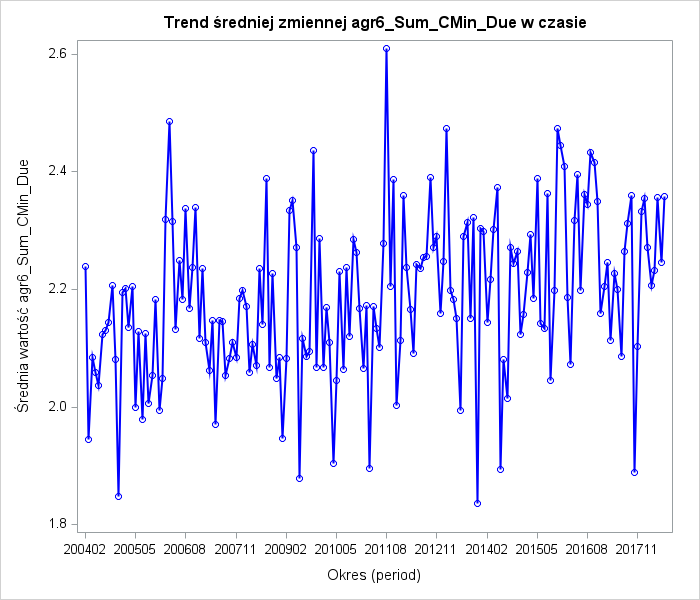 Trend średniej zmiennej agr6_Sum_CMin_Due w czasie
Średnia wartość agr6_Sum_CMin_Due
2.6
2.4
2.2
2.0
1.8
200402 200505 200608 200711 200902 201005 201108 201211 201402 201505 201608 201711
Okres (period)